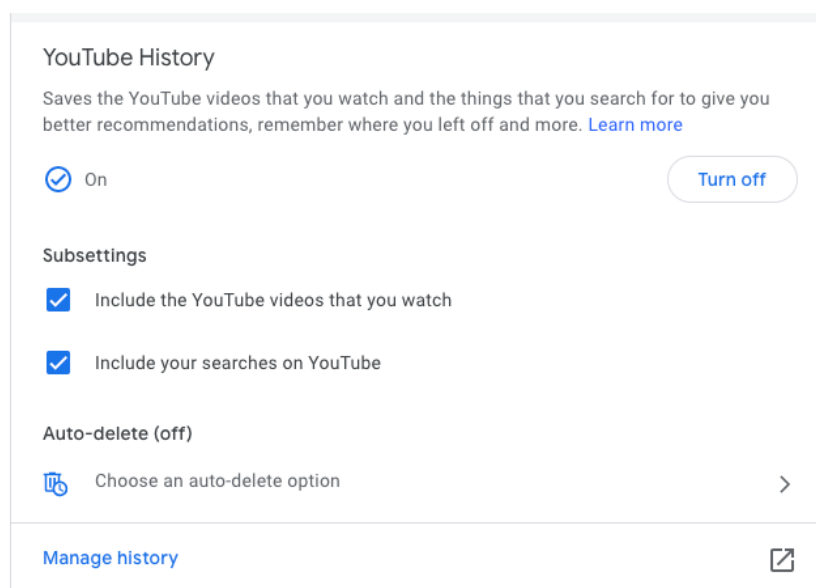 YouTube History
Saves the YouTube videos that you watch and the things that you search for to give you
better recommendations, remember where you left off and more. Learn more
On
Turn off
Subsettings
Include the YouTube videos that you watch
Include your searches on YouTube
Auto-delete (off)
Choose an auto-delete option
Manage history